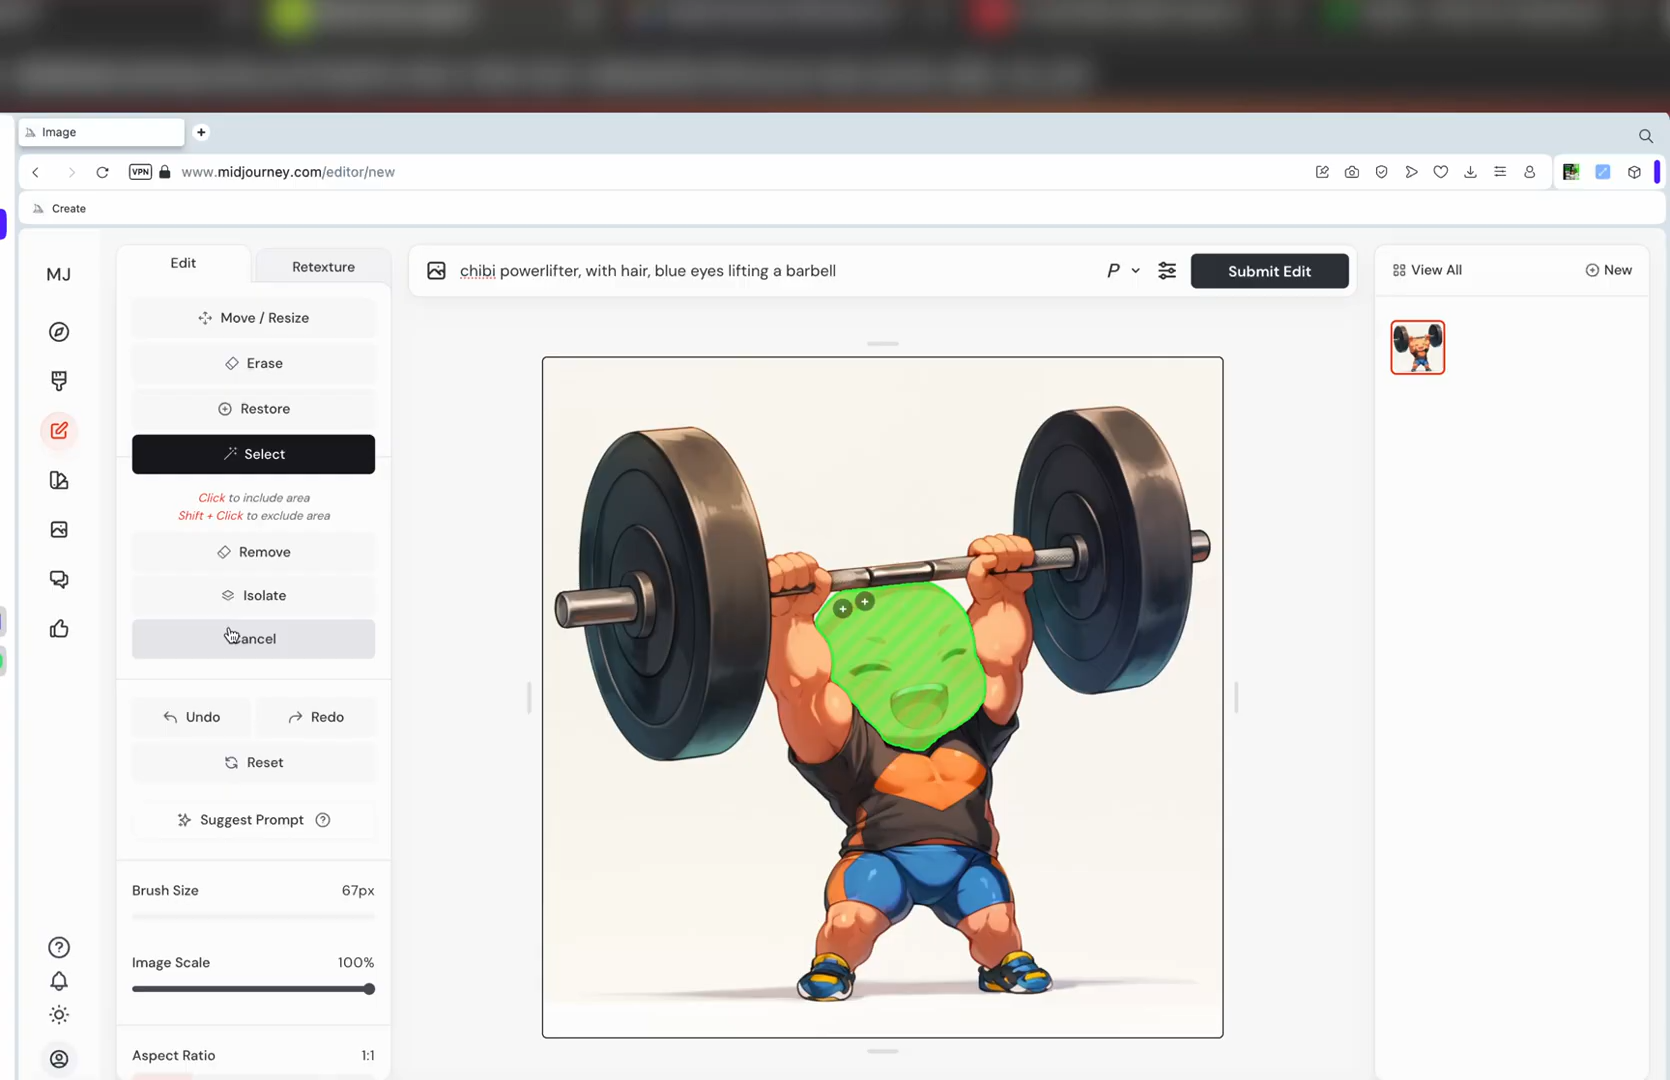 Image
VPN
www.midjourney.com/editor/new
Create
MJ
Edit
Retexture
chibi powerlifter, with hair, blue eyes lifting a barbell
P
Submit Edit
View All
New
Move / Resize
Erase
Restore
Select
Click to include area
Shift + Click to exclude area
Remove
Isolate
Undo
Redo
Reset
Suggest Prompt
Brush Size
67px
Image Scale
100%
Aspect Ratio
1:1